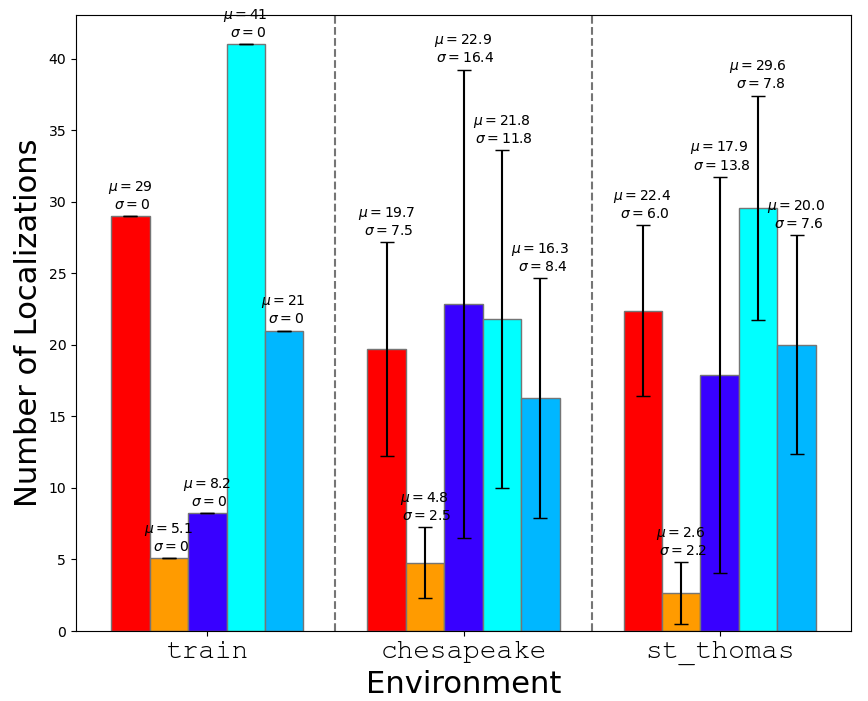 μ = 41
σ = 0
μ = 29
σ = 0
μ = 5.1
σ = 0
μ = 8.2
σ = 0
μ = 21
σ = 0
μ = 22.9
σ = 16.4
μ = 19.7
σ = 7.5
μ = 4.8
σ = 2.5
μ = 21.8
σ = 11.8
μ = 16.3
σ = 8.4
μ = 29.6
σ = 7.8
μ = 22.4
σ = 6.0
μ = 2.6
σ = 2.2
μ = 17.9
σ = 13.8
μ = 20.0
σ = 7.6
40
35
30
25
20
15
10
5
0
Number of Localizations
train
chesapeake
st_thomas
Environment